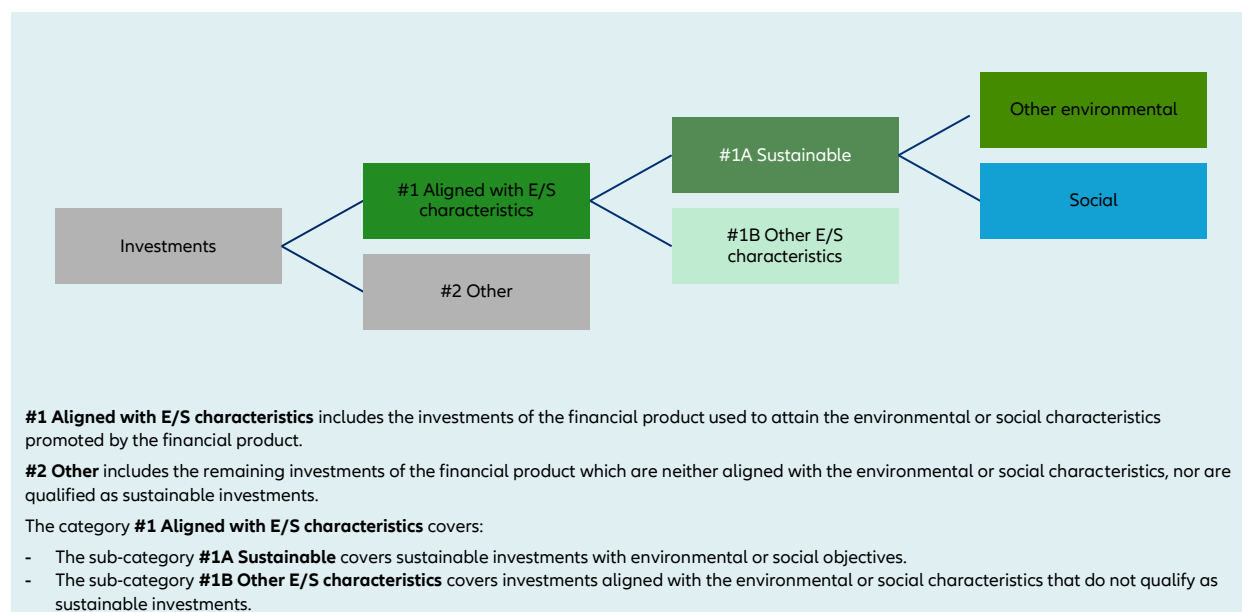 Other environmental
#1A Sustainable
#1 Aligned with E/S
characteristics
Social
Investments
#1B Other E/S
characteristics
#2 Other
#1 Aligned with E/S characteristics includes the investments of the financial product used to attain the environmental or social characteristics
promoted by the financial product.
#2 Other includes the remaining investments of the financial product which are neither aligned with the environmental or social characteristics, nor are
qualified as sustainable investments.
The category #1 Aligned with E/S characteristics covers:
- The sub-category #1A Sustainable covers sustainable investments with environmental or social objectives.
- The sub-category #1B Other E/S characteristics covers investments aligned with the environmental or social characteristics that do not qualify as
sustainable investments.